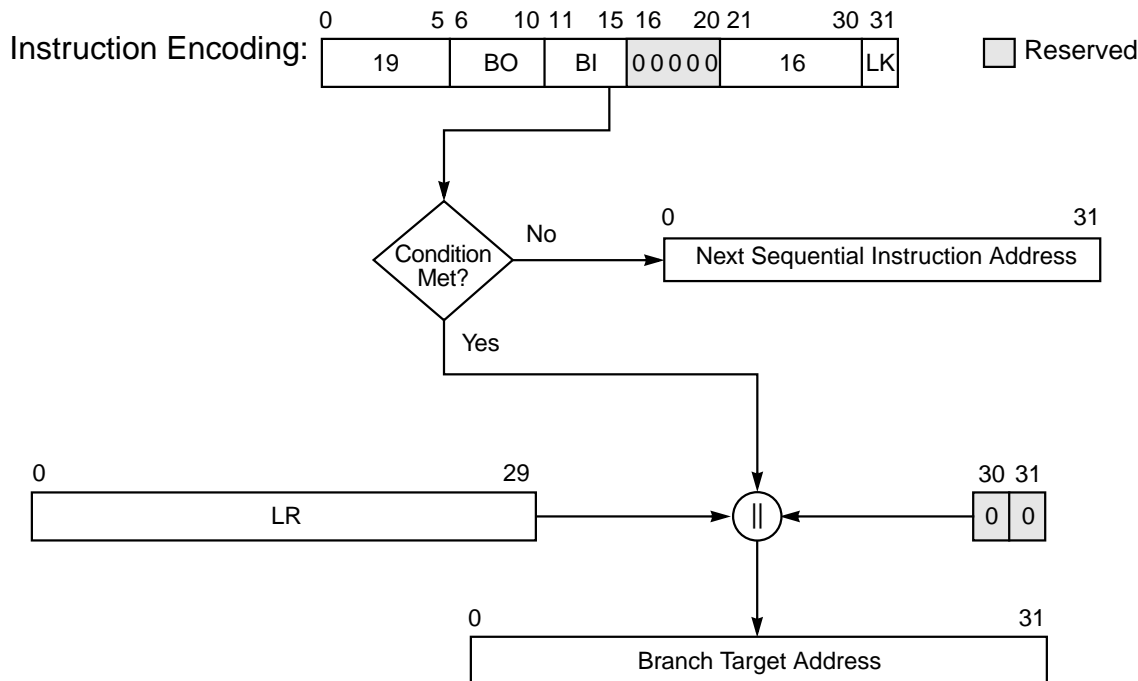 0 5 6 10 11 15 16 20 21 30 31
Instruction Encoding: 19 BO BI 0 0 0 0 0 16 LK Reserved
0 31
No
Condition
Met?
Next Sequential Instruction Address
Yes
0 29 30 31
LR || 0 0
0 31
Branch Target Address